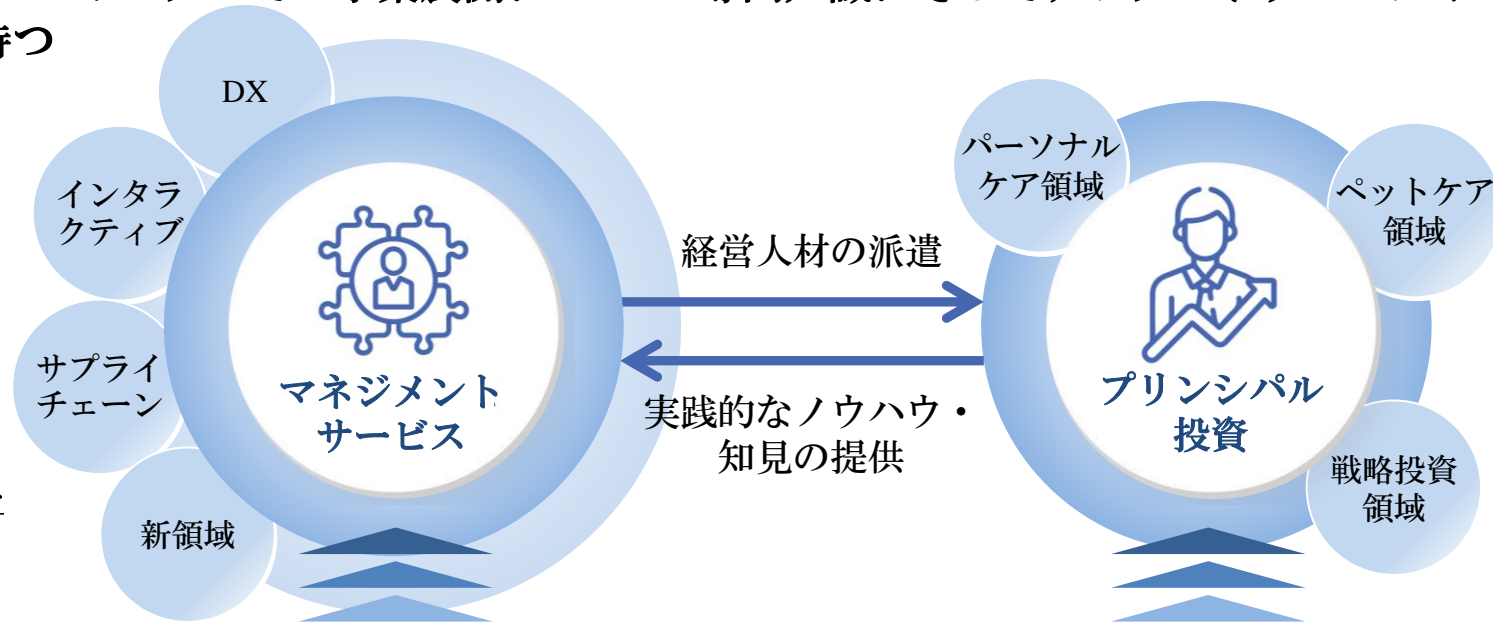 持つ
DX
インタラ
クティブ
サプライ
チェーン
新領域
マネジメント
サービス
経営人材の派遣
実践的なノウハウ・
知見の提供
パーソナル
ケア領域
ペットケア
領域
プリンシパル
投資
戦略投資
領域